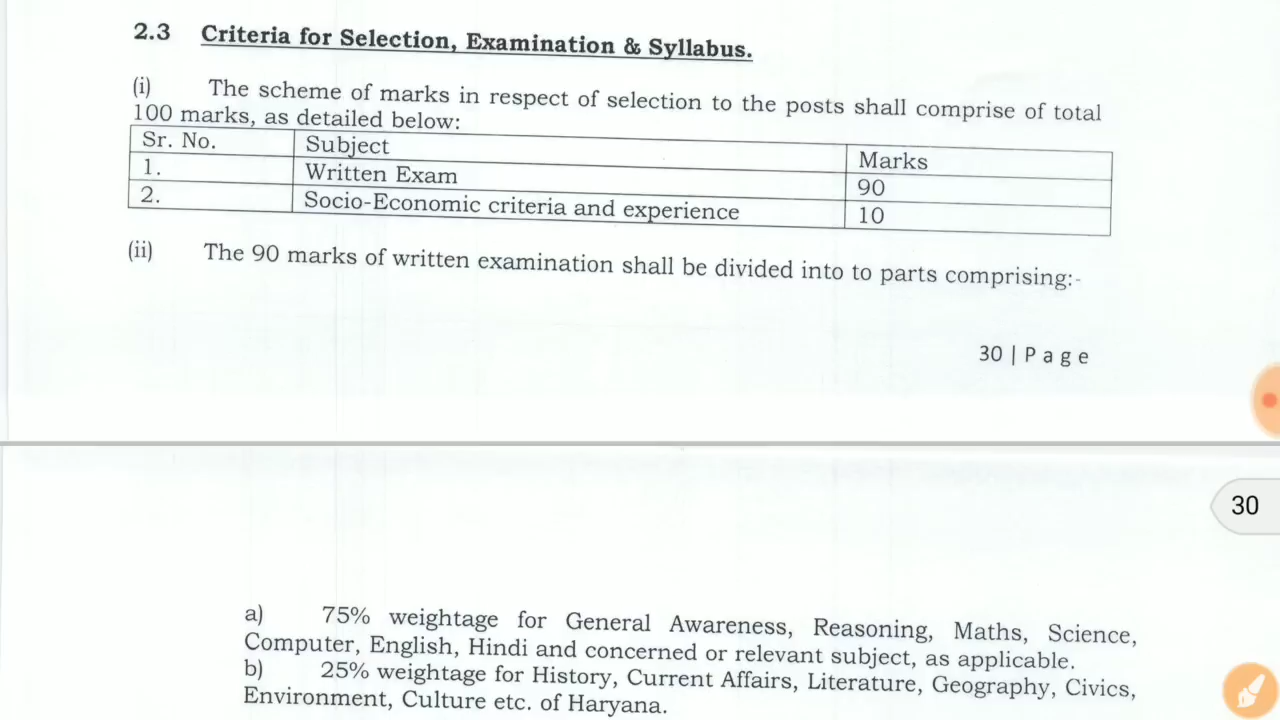 2.3 Criteria for Selection, Examination & Syllabus.
(i) The scheme of marks in respect of selection to the posts shall comprise of total
100 marks, as detailed below:
Sr. No. Subject Marks
1. Written Exam 90
2. Socio-Economic criteria and experience 10
(ii) The 90 marks of written examination shall be divided into to parts comprising:-
30 | P a g e
30
a) 75% weightage for General Awareness, Reasoning, Maths, Science,
Computer, English, Hindi and concerned or relevant subject, as applicable.
b) 25% weightage for History, Current Affairs, Literature, Geography, Civics,
Environment, Culture etc. of Haryana.